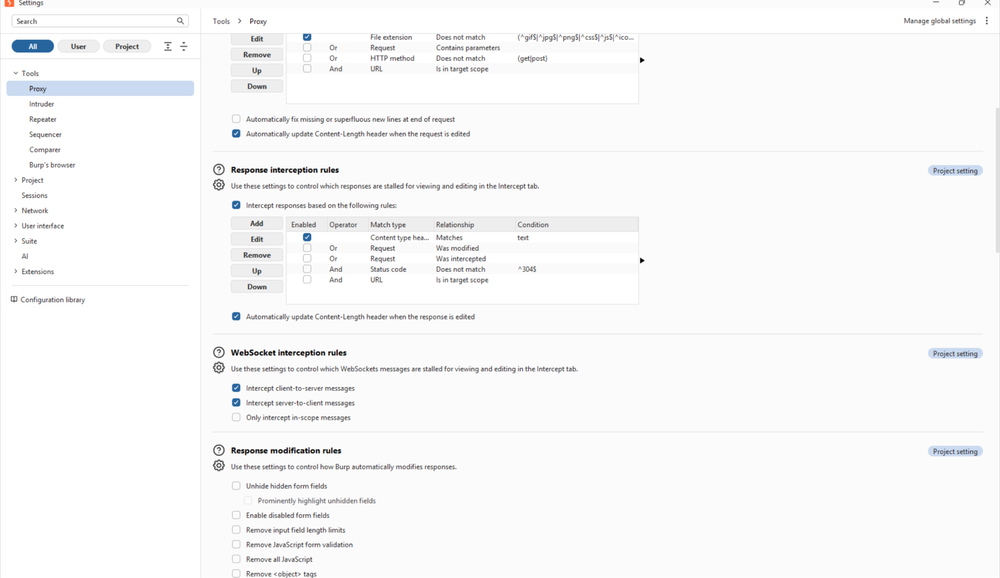 Settings
Search
Tools > Proxy
Manage global settings
All User Project
Tools
Proxy
Intruder
Repeater
Sequencer
Comparer
Burp's browser
Project
Sessions
Network
User interface
Suite
AI
Extensions
Configuration library
Edit
Remove
Up
Down
File extension Does not match (^gif$|^jpg$|^png$|^css$|^js$|^ico...
Or Request Contains parameters
Or HTTP method Does not match (get|post)
And URL Is in target scope
Automatically fix missing or superfluous new lines at end of request
Automatically update Content-Length header when the request is edited
Response interception rules
Project setting
Use these settings to control which responses are stalled for viewing and editing in the Intercept tab.
Intercept responses based on the following rules:
Add
Edit
Remove
Up
Down
Enabled Operator Match type Relationship Condition
Content type hea... Matches text
Or Request Was modified
Or Request Was intercepted
And Status code Does not match ^304$
And URL Is in target scope
Automatically update Content-Length header when the response is edited
WebSocket interception rules
Project setting
Use these settings to control which WebSockets messages are stalled for viewing and editing in the Intercept tab.
Intercept client-to-server messages
Intercept server-to-client messages
Only intercept in-scope messages
Response modification rules
Project setting
Use these settings to control how Burp automatically modifies responses.
Unhide hidden form fields
Prominently highlight unhidden fields
Enable disabled form fields
Remove input field length limits
Remove JavaScript form validation
Remove all JavaScript
Remove <object> tags